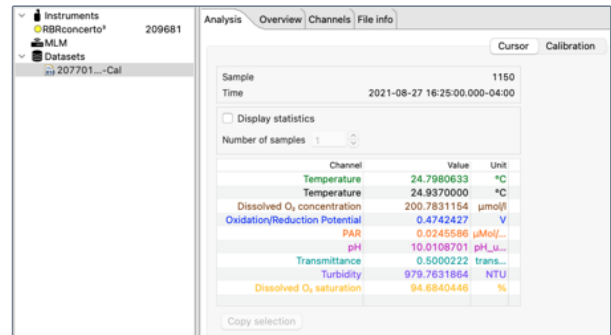 Instruments
RBRconcerto³ 209681
MLM
Datasets
207701...-Cal
Analysis Overview Channels File info
Cursor Calibration
Sample 1150
Time 2021-08-27 16:25:00.000-04:00
Display statistics
Number of samples 1
Channel Value Unit
Temperature 24.7980633 °C
Temperature 24.9370000 °C
Dissolved O₂ concentration 200.7831154 µmol/l
Oxidation/Reduction Potential 0.4742427 V
PAR 0.0245586 µMol/...
pH 10.0108701 pH_u...
Transmittance 0.5000222 trans...
Turbidity 979.7631864 NTU
Dissolved O₂ saturation 94.6840446 %
Copy selection